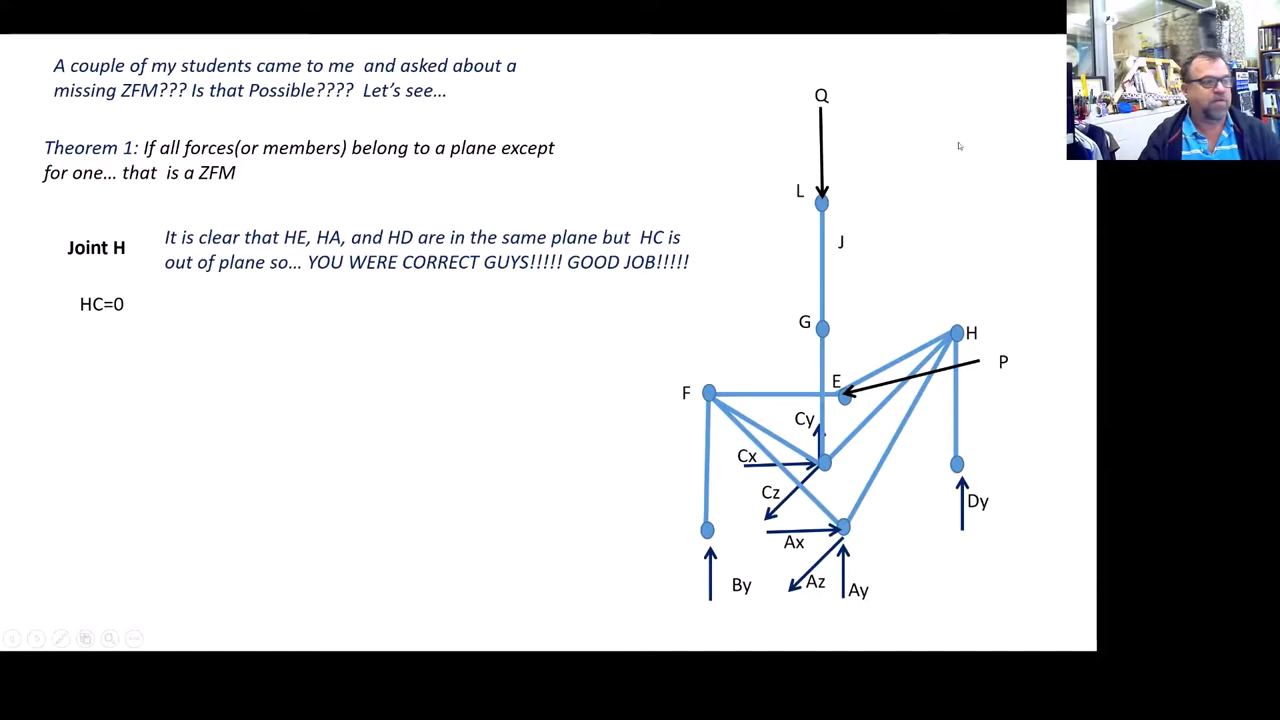 A couple of my students came to me and asked about a
missing ZFM??? Is that Possible???? Let’s see…
Theorem 1: If all forces(or members) belong to a plane except
for one… that is a ZFM
Joint H
It is clear that HE, HA, and HD are in the same plane but HC is
out of plane so… YOU WERE CORRECT GUYS!!!!! GOOD JOB!!!!!
HC=0
Q
L
J
G
H
P
E
F
Cy
Cx
Cz
Dy
Ax
Az
Ay
By